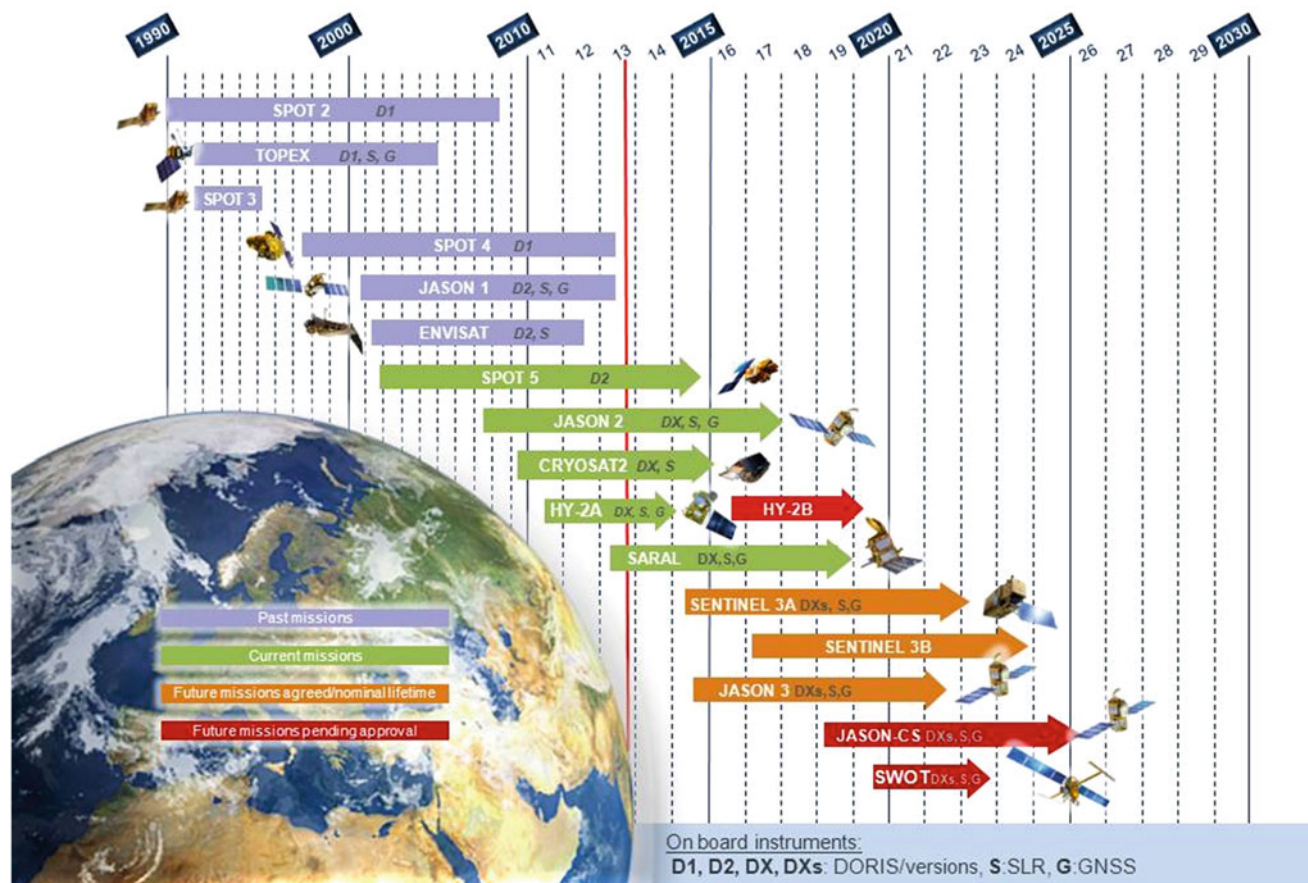 1990 2000 2010 11 12 13 14 2015 16 17 18 19 2020 21 22 23 24 2025 26 27 28 29 2030
SPOT 2 D1
TOPEX D1, S, G
SPOT 3
SPOT 4 D1
JASON 1 D2, S, G
ENVISAT D2, S
SPOT 5 D2
JASON 2 DX, S, G
CRYOSAT2 DX, S
HY-2A DX, S, G HY-2B
SARAL DX,S,G
SENTINEL 3A DXs, S,G
SENTINEL 3B
JASON 3 DXs,S,G
JASON-CS DXs,S,G
SWOT DXs,S,G
Past missions
Current missions
Future missions agreed/nominal lifetime
Future missions pending approval
On board instruments:
D1, D2, DX, DXs: DORIS/versions, S:SLR, G:GNSS